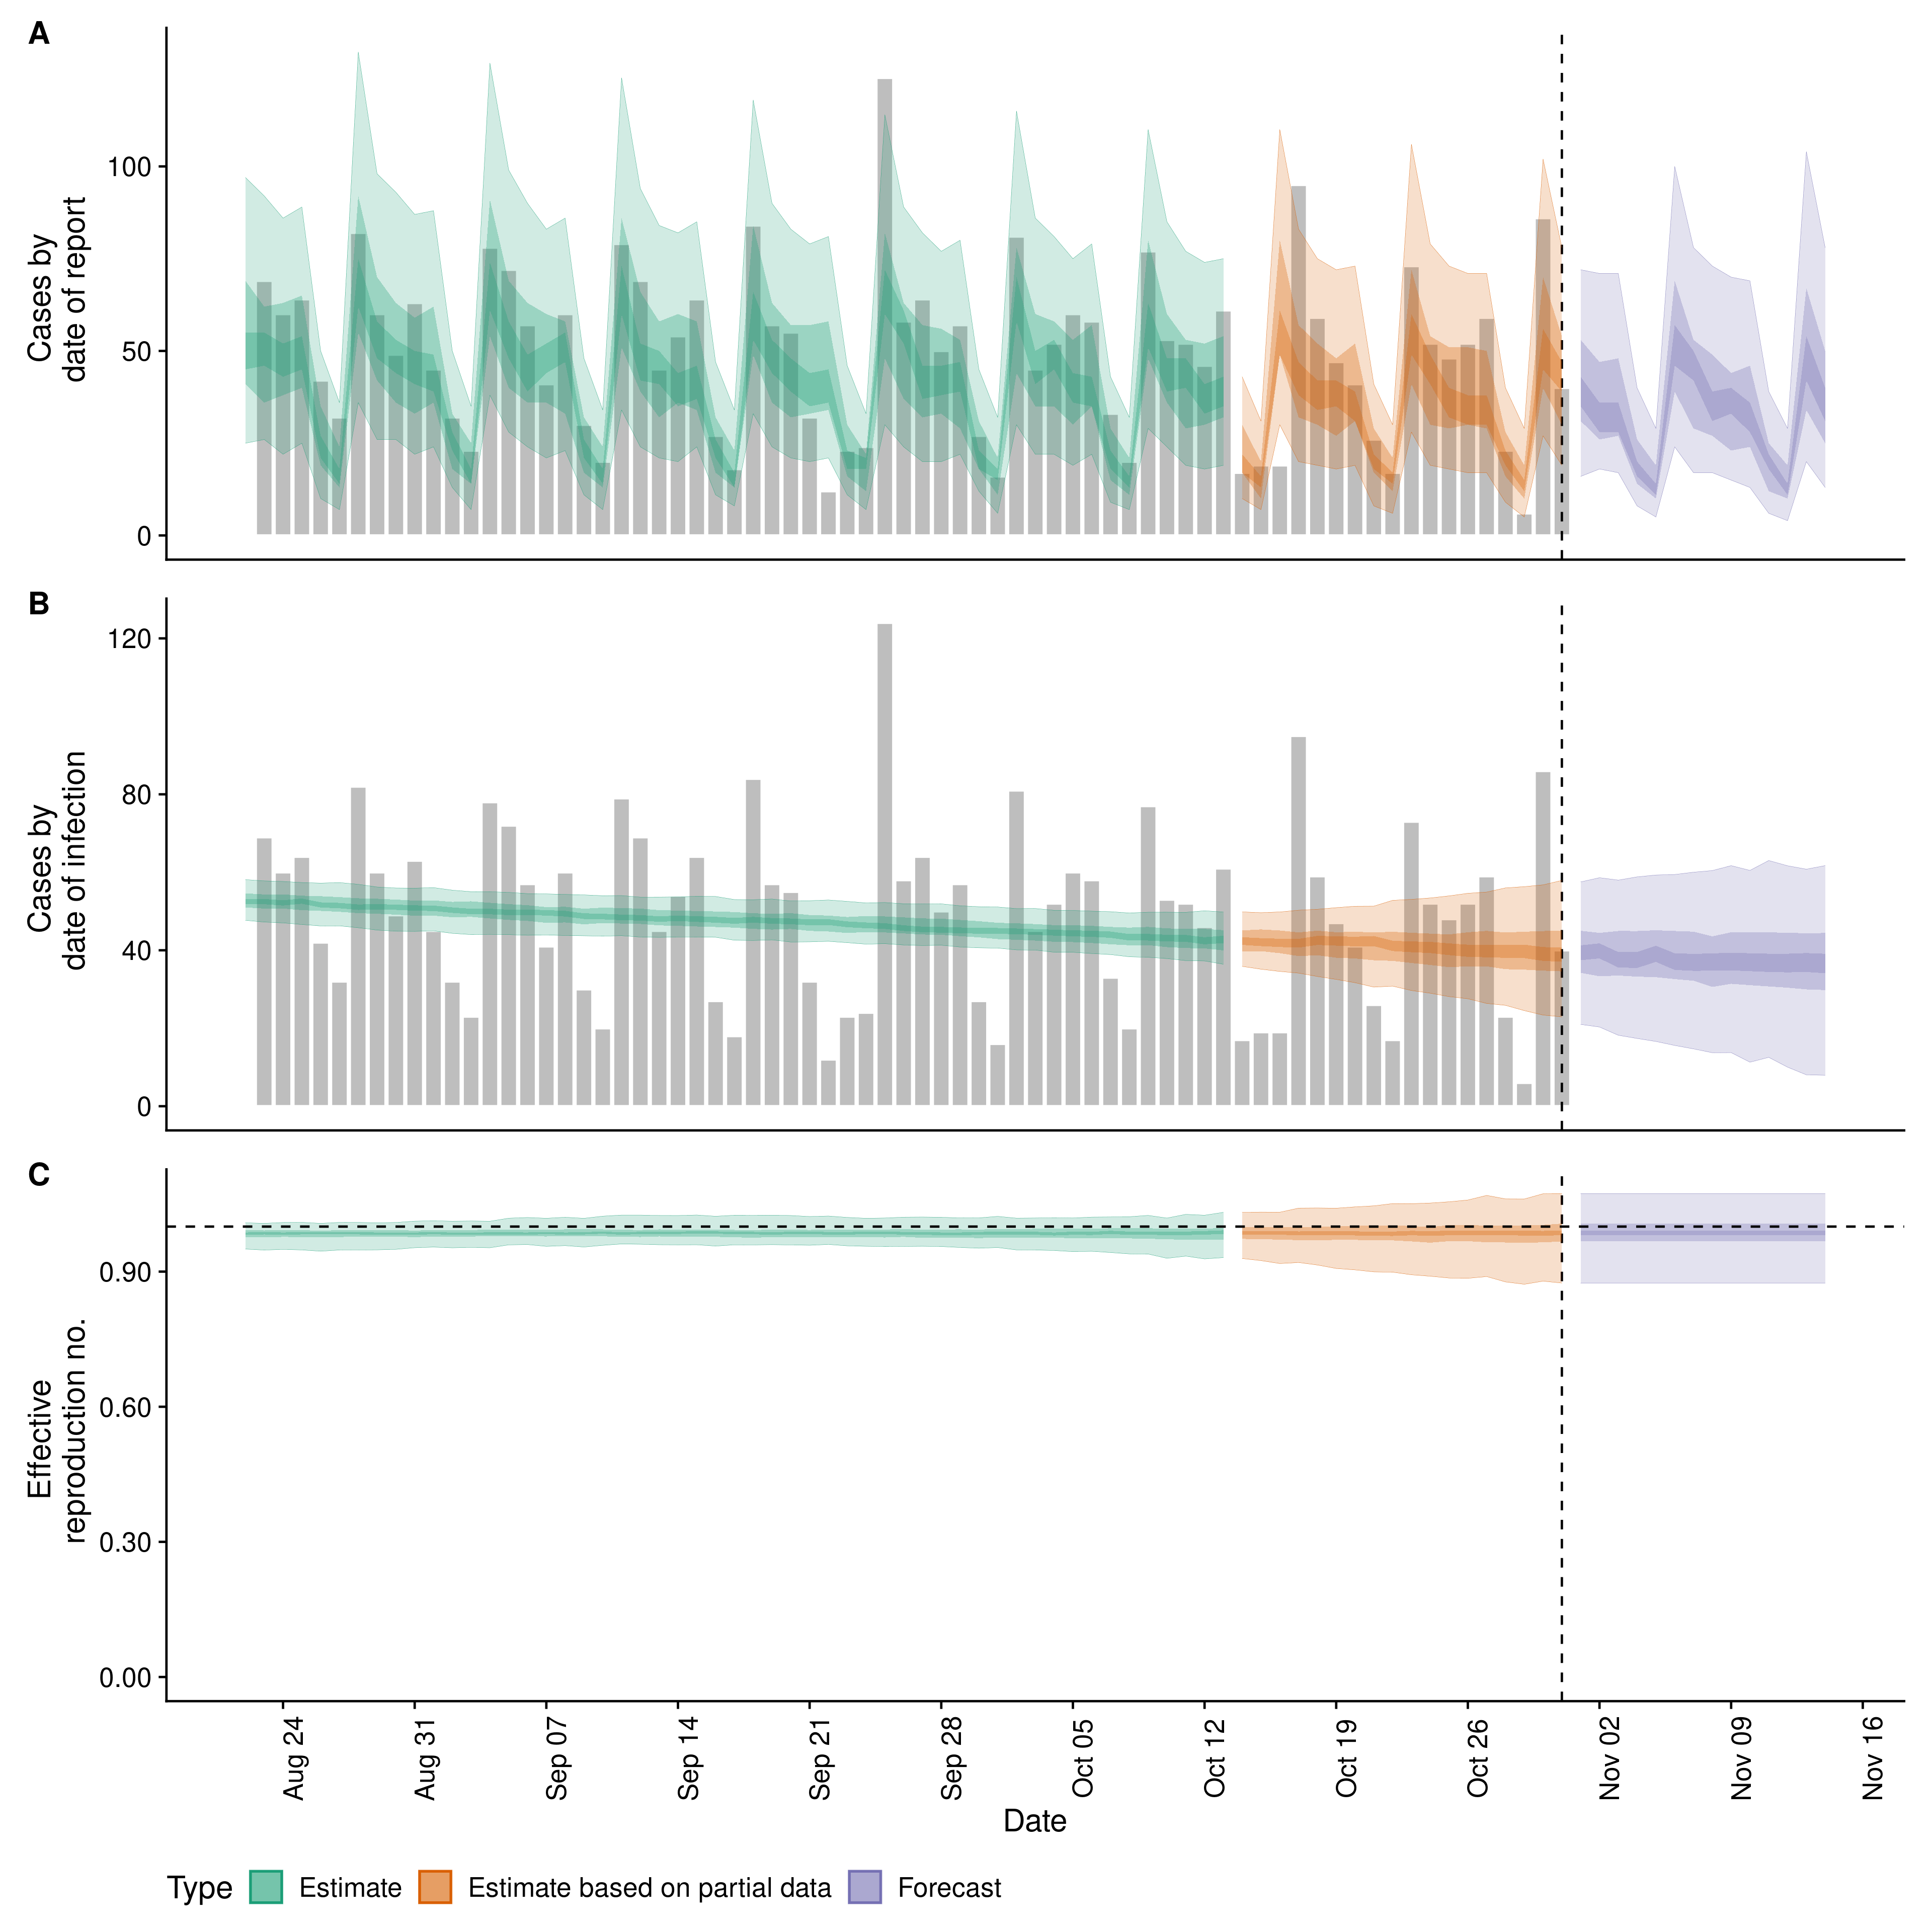 A
Cases by
date of report
100
50
0
B
Cases by
date of infection
120
80
40
0
C
Effective
reproduction no.
0.90
0.60
0.30
0.00
Aug 24
Aug 31
Sep 07
Sep 14
Sep 21
Sep 28
Oct 05
Oct 12
Oct 19
Oct 26
Nov 02
Nov 09
Nov 16
Date
Type Estimate Estimate based on partial data Forecast